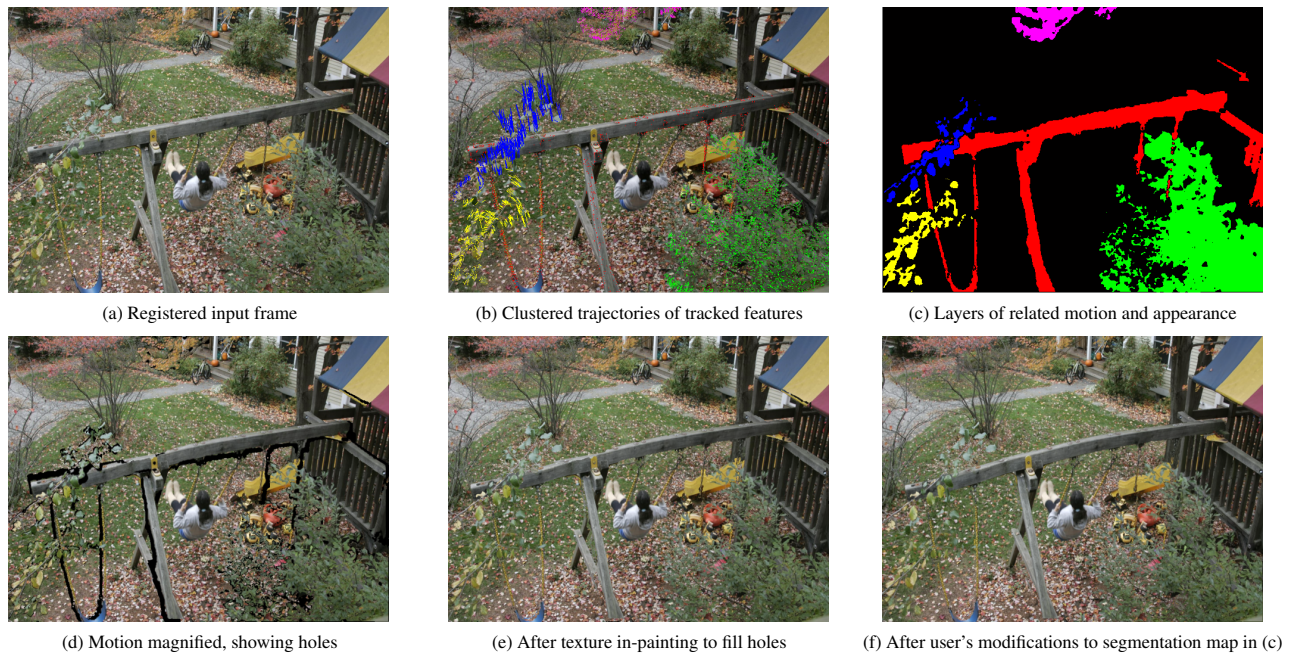 (a) Registered input frame
(b) Clustered trajectories of tracked features
(c) Layers of related motion and appearance
(d) Motion magnified, showing holes
(e) After texture in-painting to fill holes
(f) After user's modifications to segmentation map in (c)